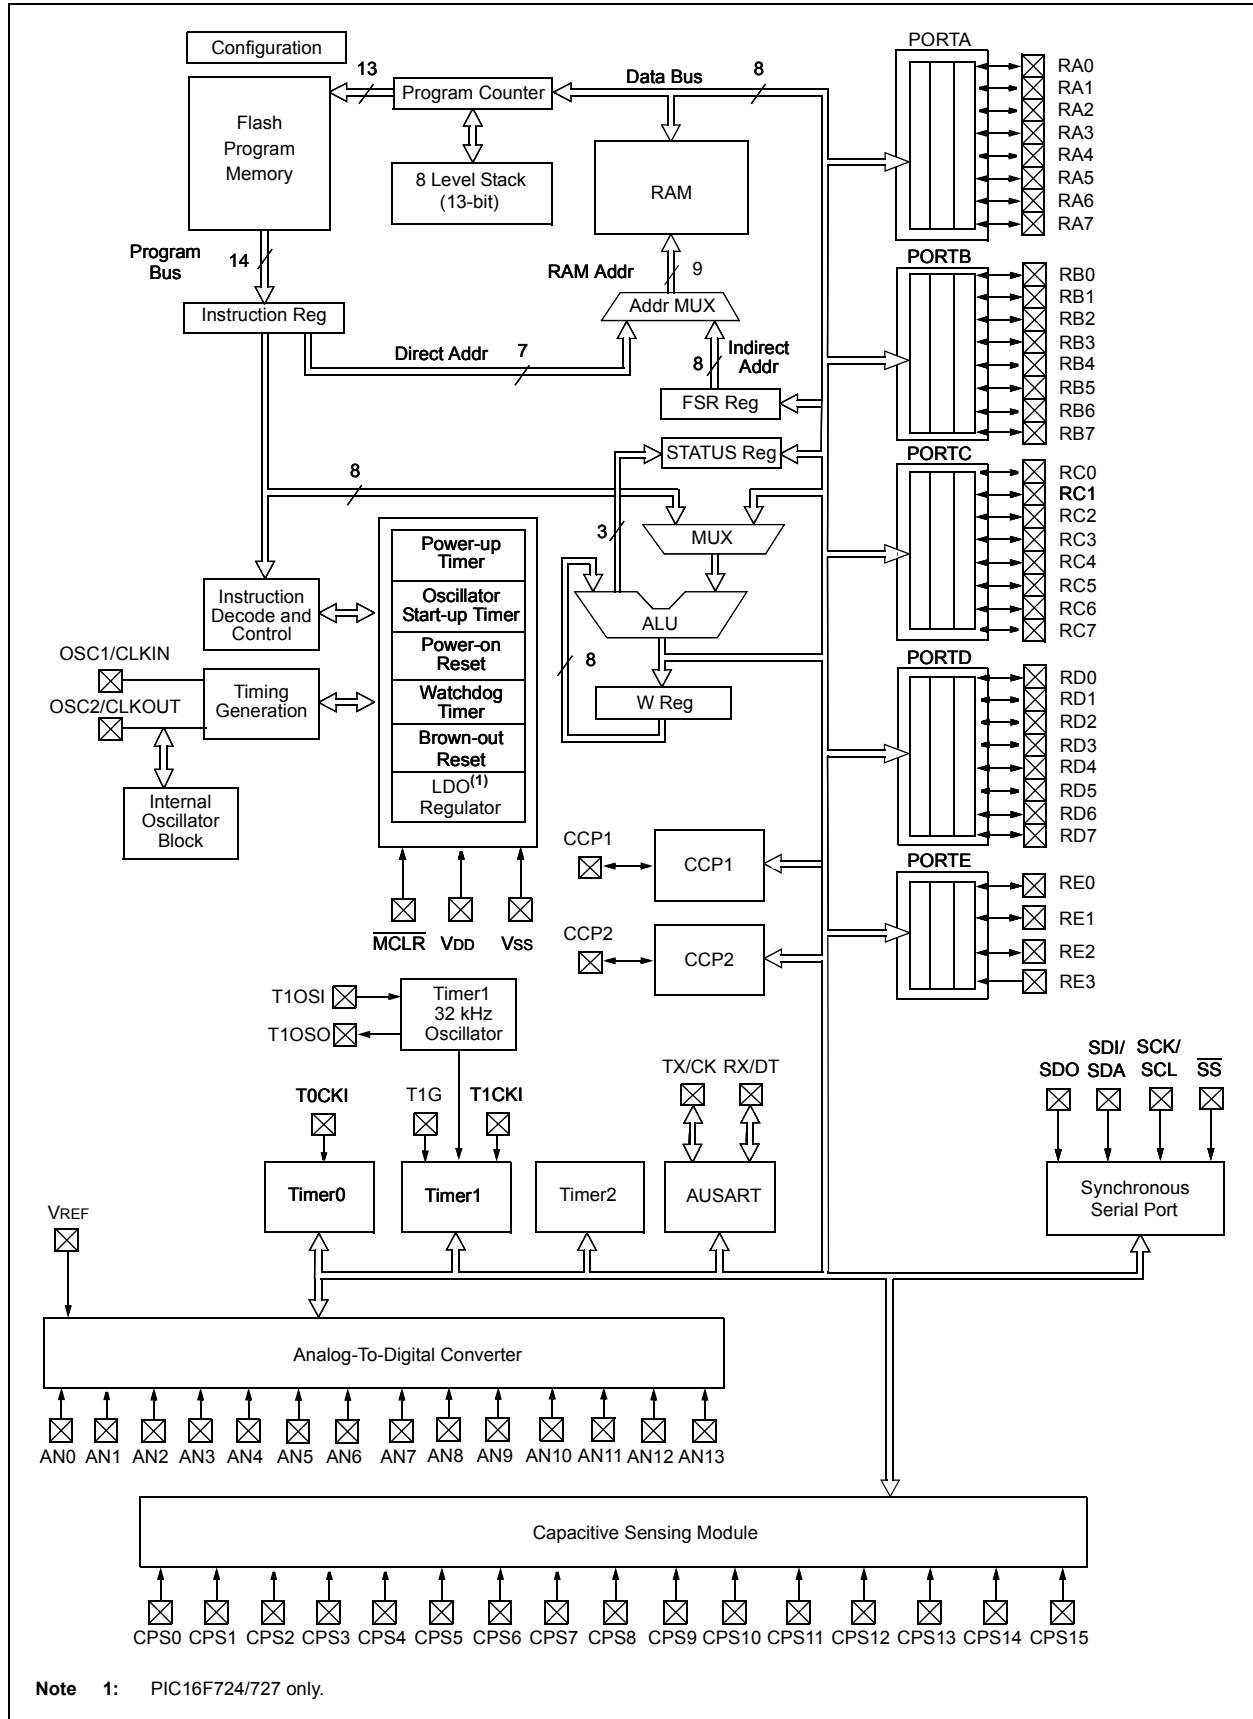 Configuration
Flash
Program
Memory
13
Program Counter
Data Bus
8
8 Level Stack
(13-bit)
RAM
Program
Bus
14
RAM Addr
9
Instruction Reg
Addr MUX
Direct Addr
7
8
Indirect
Addr
FSR Reg
STATUS Reg
8
3
MUX
ALU
8
W Reg
Instruction
Decode and
Control
Power-up
Timer
Oscillator
Start-up Timer
Power-on
Reset
Watchdog
Timer
Brown-out
Reset
LDO(1)
Regulator
OSC1/CLKIN
OSC2/CLKOUT
Timing
Generation
Internal
Oscillator
Block
MCLR
VDD
VSS
CCP1
CCP1
CCP2
CCP2
PORTA
RA0
RA1
RA2
RA3
RA4
RA5
RA6
RA7
PORTB
RB0
RB1
RB2
RB3
RB4
RB5
RB6
RB7
PORTC
RC0
RC1
RC2
RC3
RC4
RC5
RC6
RC7
PORTD
RD0
RD1
RD2
RD3
RD4
RD5
RD6
RD7
PORTE
RE0
RE1
RE2
RE3
T1OSI
T1OSO
Timer1
32 kHz
Oscillator
T0CKI
T1G
T1CKI
TX/CK
RX/DT
SDO
SDI/
SDA
SCK/
SCL
SS
Timer0
Timer1
Timer2
AUSART
Synchronous
Serial Port
VREF
Analog-To-Digital Converter
AN0 AN1 AN2 AN3 AN4 AN5 AN6 AN7 AN8 AN9 AN10 AN11 AN12 AN13
Capacitive Sensing Module
CPS0 CPS1 CPS2 CPS3 CPS4 CPS5 CPS6 CPS7 CPS8 CPS9 CPS10 CPS11 CPS12 CPS13 CPS14 CPS15
Note 1: PIC16F724/727 only.